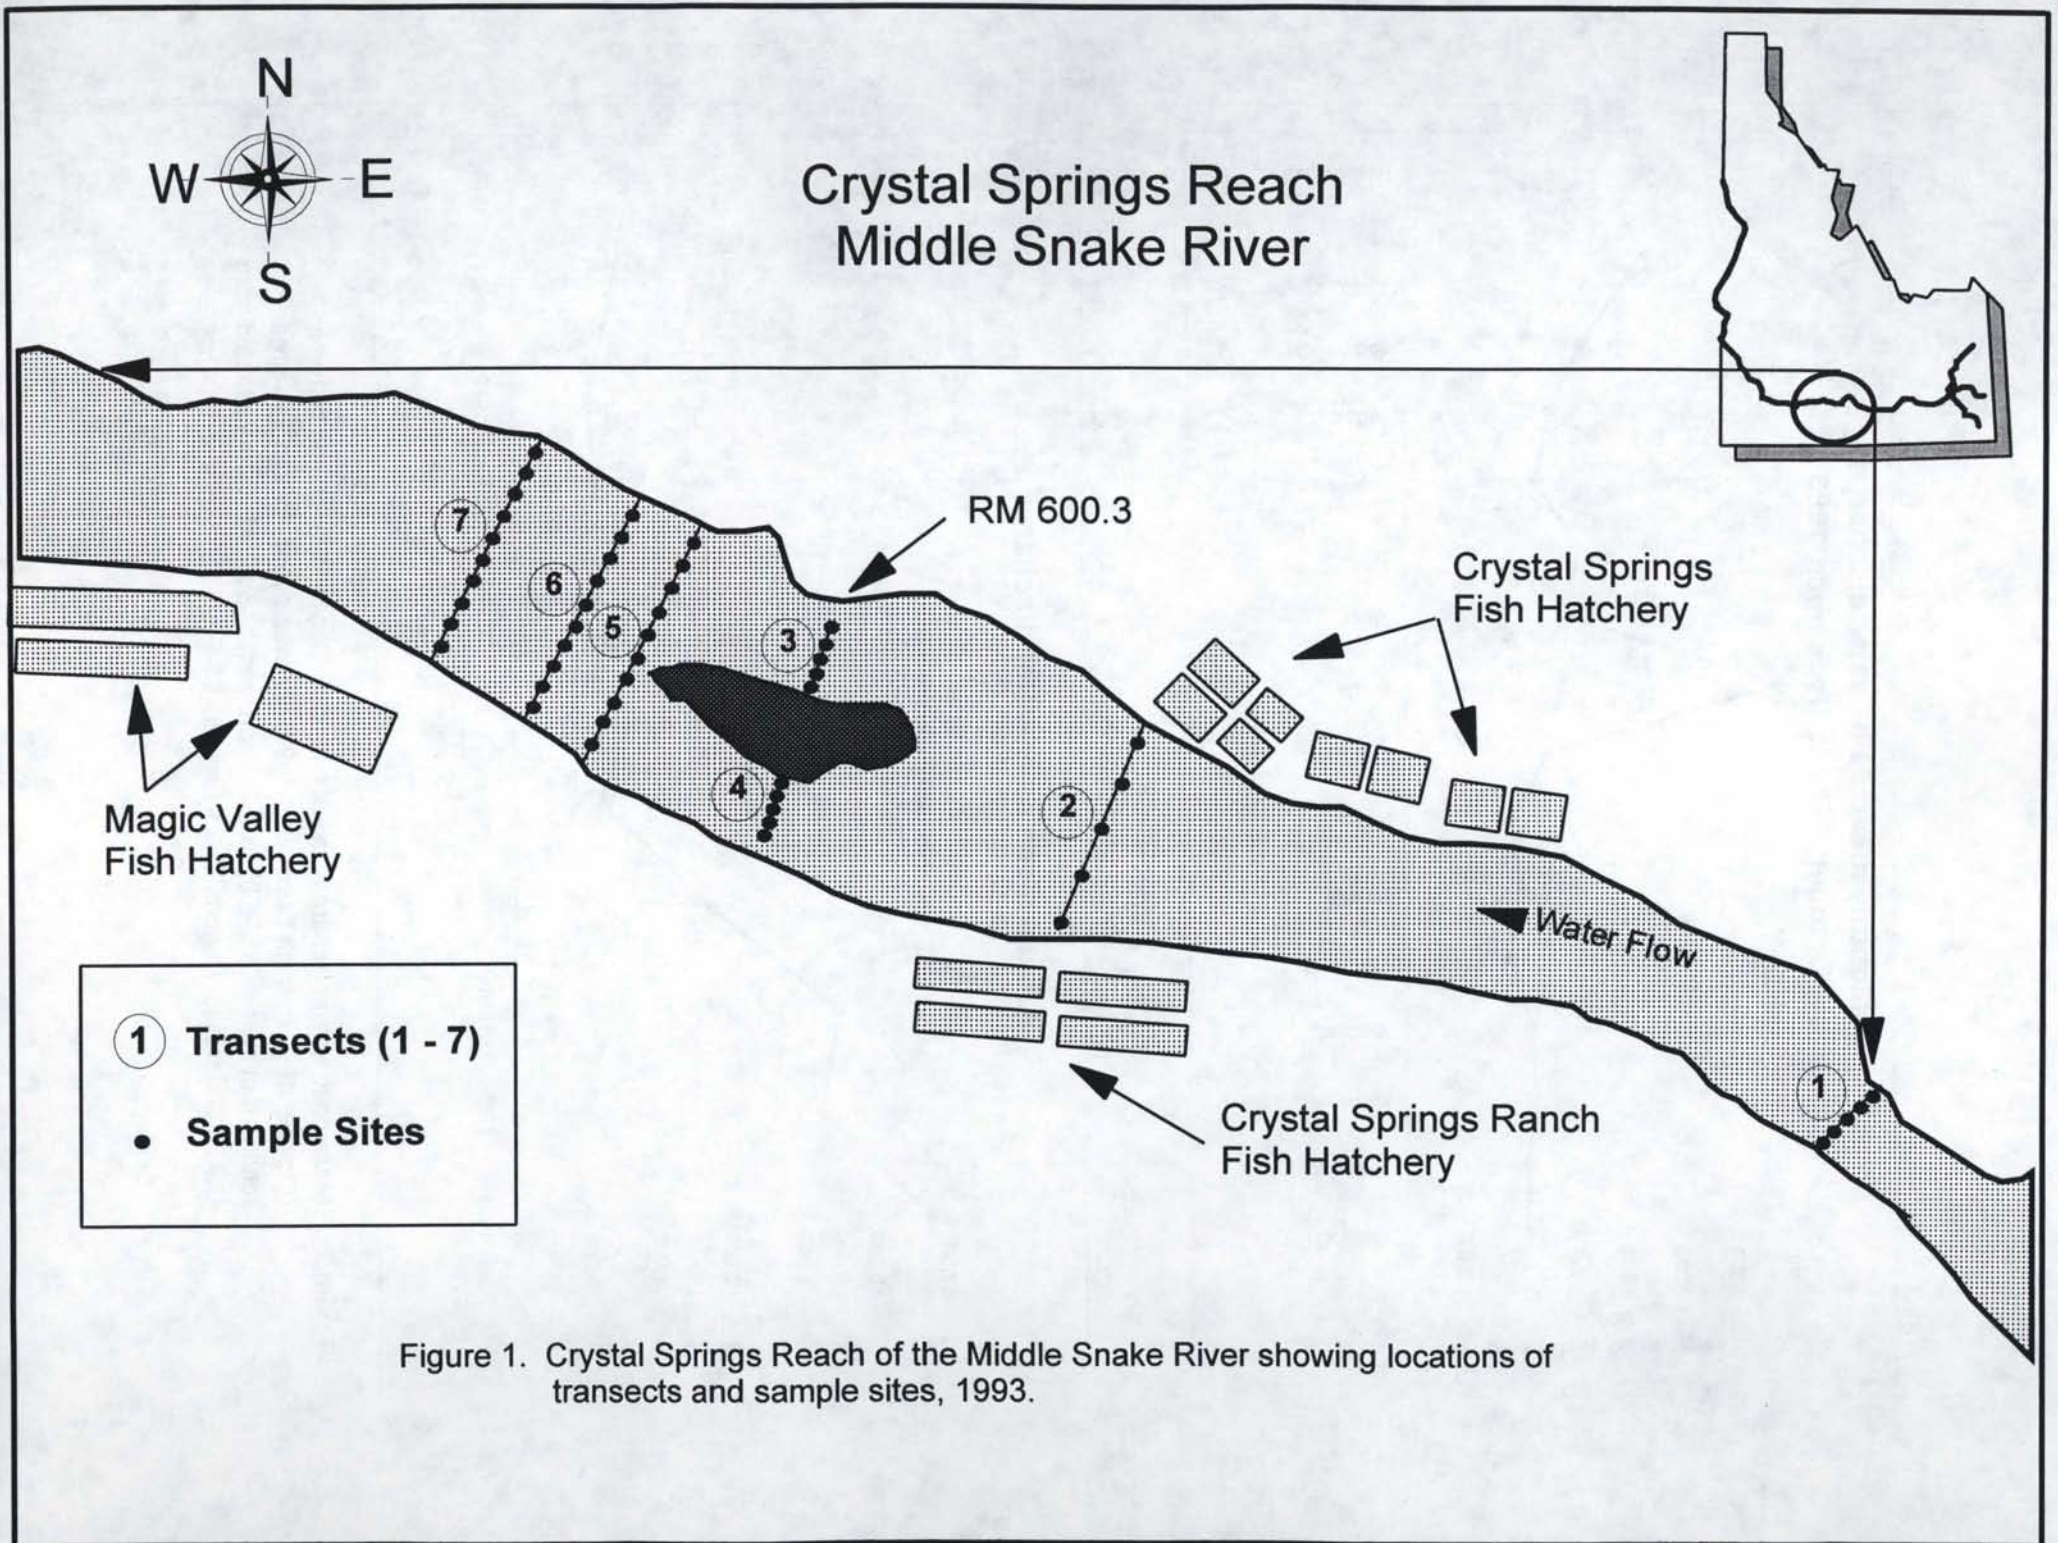 N
W E
S
Crystal Springs Reach
Middle Snake River
RM 600.3
Crystal Springs
Fish Hatchery
7
6
5
3
4
2
Magic Valley
Fish Hatchery
Water Flow
1
1 Transects (1 - 7)
Sample Sites
Crystal Springs Ranch
Fish Hatchery
Figure 1. Crystal Springs Reach of the Middle Snake River showing locations of
transects and sample sites, 1993.